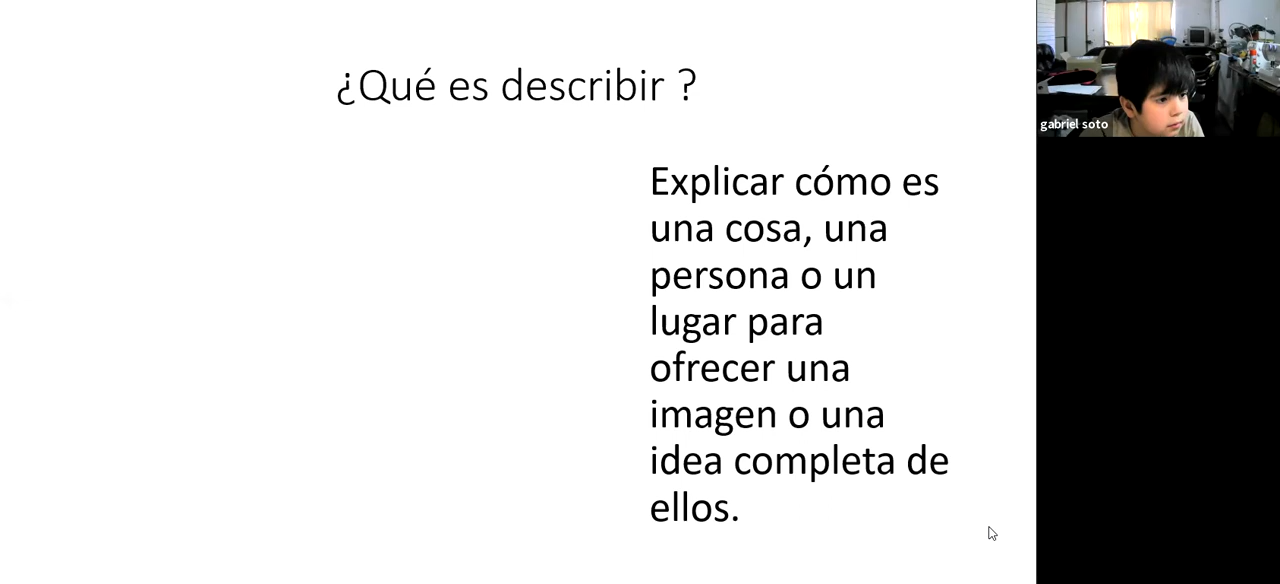 ¿Qué es describir ?
Explicar cómo es
una cosa, una
persona o un
lugar para
ofrecer una
imagen o una
idea completa de
ellos.
gabriel soto